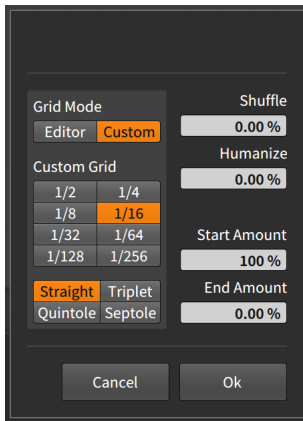 Grid Mode
Editor Custom
Custom Grid
1/2 1/4
1/8 1/16
1/32 1/64
1/128 1/256
Straight Triplet
Quintole Septole
Shuffle
0.00 %
Humanize
0.00 %
Start Amount
100 %
End Amount
0.00 %
Cancel Ok